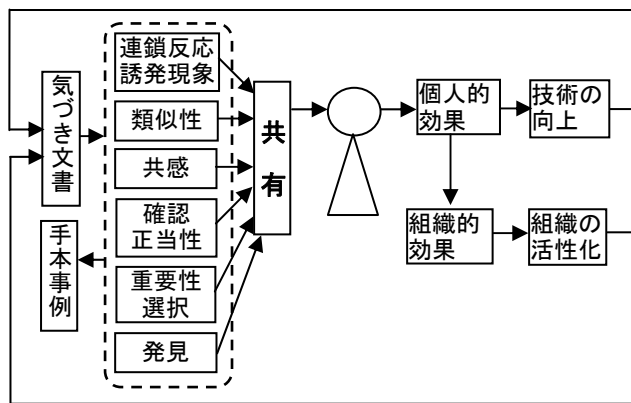 気づき文書
手本事例
連鎖反応
誘発現象
類似性
共感
確認
正当性
重要性
選択
発見
共有
個人的
効果
技術の
向上
組織的
効果
組織の
活性化